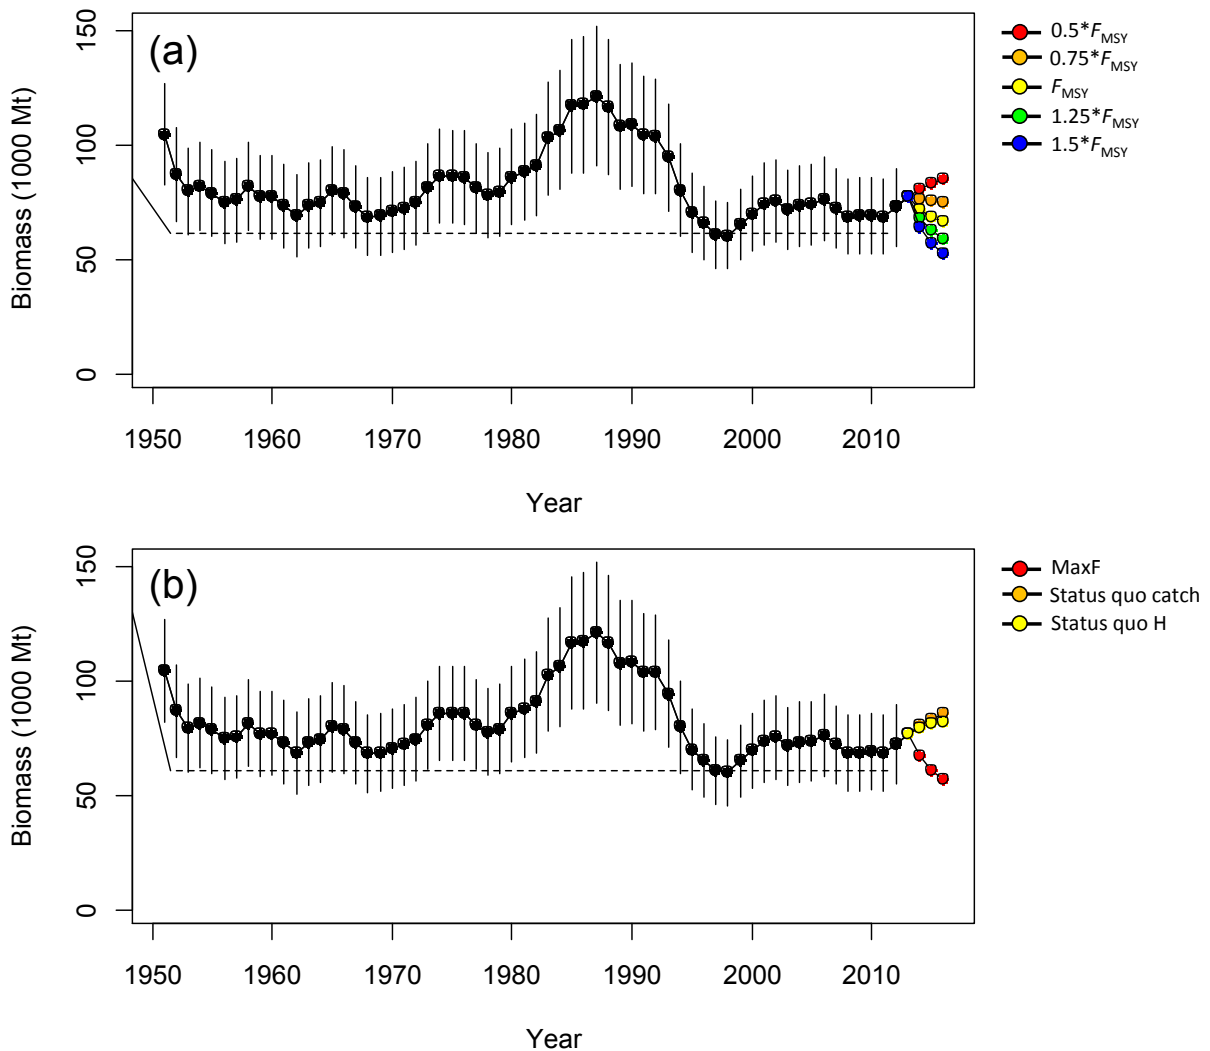 (a)
150
100
50
0
Biomass (1000 Mt)
1950 1960 1970 1980 1990 2000 2010
Year
0.5*FMSY
0.75*FMSY
FMSY
1.25*FMSY
1.5*FMSY
(b)
150
100
50
0
Biomass (1000 Mt)
1950 1960 1970 1980 1990 2000 2010
Year
MaxF
Status quo catch
Status quo H